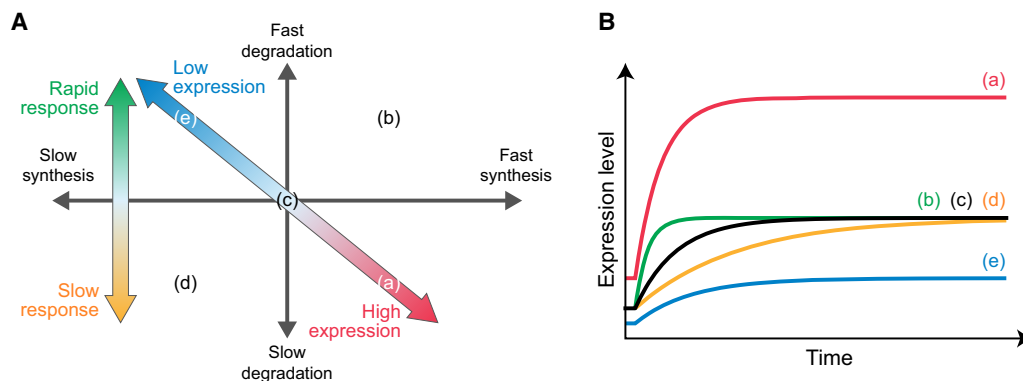 A
Fast
degradation
Low
expression
Rapid
response
(e)
(b)
Slow
synthesis
Fast
synthesis
(c)
(d)
(a)
Slow
response
High
expression
Slow
degradation
B
Expression level
(a)
(b) (c) (d)
(e)
Time